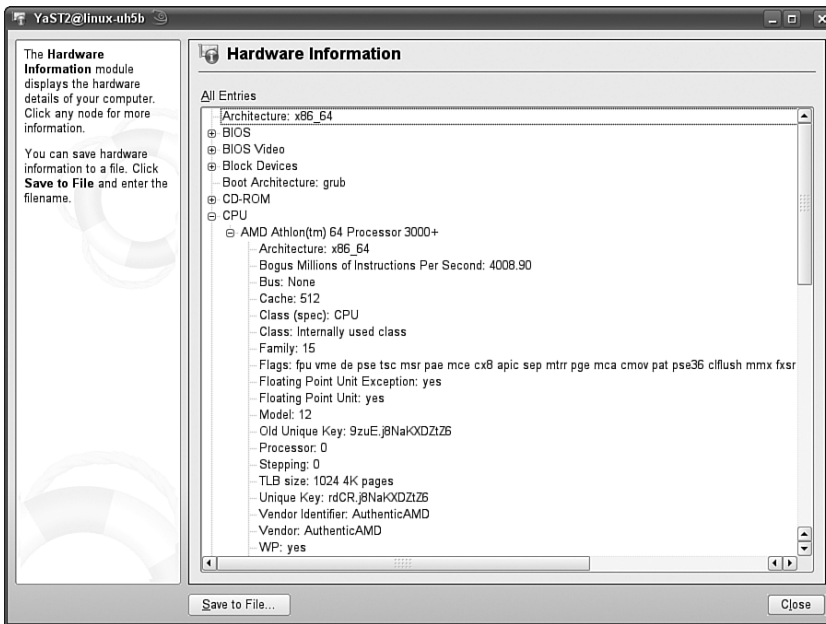 YaST2@linux-uh5b
The Hardware
Information module
displays the hardware
details of your computer.
Click any node for more
information.
You can save hardware
information to a file. Click
Save to File and enter the
filename.
Hardware Information
All Entries
Architecture: x86_64
BIOS
BIOS Video
Block Devices
Boot Architecture: grub
CD-ROM
CPU
AMD Athlon(tm) 64 Processor 3000+
Architecture: x86_64
Bogus Millions of Instructions Per Second: 4008.90
Bus: None
Cache: 512
Class (spec): CPU
Class: Internally used class
Family: 15
Flags: fpu vme de pse tsc msr pae mce cx8 apic sep mtrr pge mca cmov pat pse36 clflush mmx fxsr
Floating Point Unit Exception: yes
Floating Point Unit: yes
Model: 12
Old Unique Key: 9zuE.j8NaKXDZtZ6
Processor: 0
Stepping: 0
TLB size: 1024 4K pages
Unique Key: rdCR.j8NaKXDZtZ6
Vendor Identifier: AuthenticAMD
Vendor: AuthenticAMD
WP: yes
Save to File...
Close